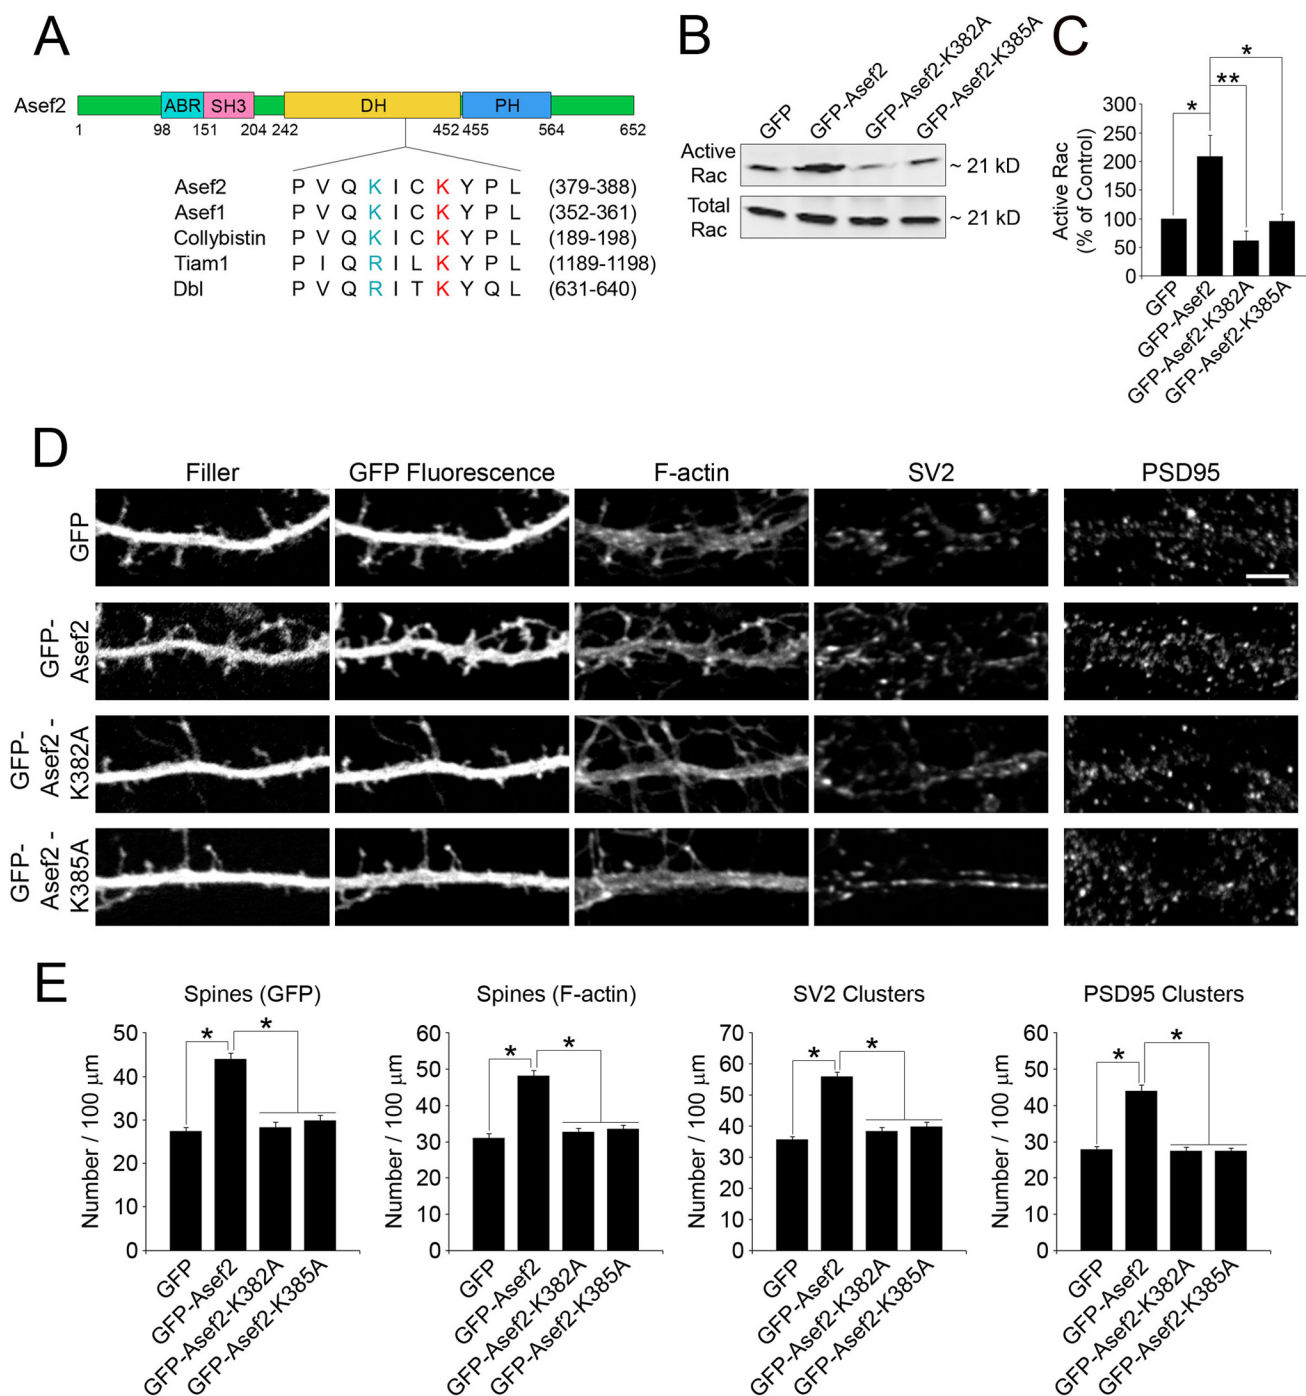 A
Asef2
ABR SH3 DH PH
1 98 151 204 242 452 455 564 652
Asef2 P V Q K I C K Y P L (379-388)
Asef1 P V Q K I C K Y P L (352-361)
Collybistin P V Q K I C K Y P L (189-198)
Tiam1 P I Q R I L K Y P L (1189-1198)
Dbl P V Q R I T K Y Q L (631-640)
B
GFP
GFP-Asef2
GFP-Asef2-K382A
GFP-Asef2-K385A
Active
Rac
~ 21 kD
Total
Rac
~ 21 kD
C
Active Rac
(% of Control)
300
250
200
150
100
50
0
*
**
*
GFP
GFP-Asef2
GFP-Asef2-K382A
GFP-Asef2-K385A
D
Filler GFP Fluorescence F-actin SV2 PSD95
GFP
GFP-
Asef2
GFP-
Asef2 -
K382A
GFP-
Asef2 -
K385A
E
Spines (GFP)
Number / 100 µm
50
40
30
20
10
0
* *
GFP
GFP-Asef2
GFP-Asef2-K382A
GFP-Asef2-K385A
Spines (F-actin)
Number / 100 µm
60
50
40
30
20
10
0
* *
GFP
GFP-Asef2
GFP-Asef2-K382A
GFP-Asef2-K385A
SV2 Clusters
Number / 100 µm
70
60
50
40
30
20
10
0
* *
GFP
GFP-Asef2
GFP-Asef2-K382A
GFP-Asef2-K385A
PSD95 Clusters
Number / 100 µm
60
50
40
30
20
10
0
* *
GFP
GFP-Asef2
GFP-Asef2-K382A
GFP-Asef2-K385A